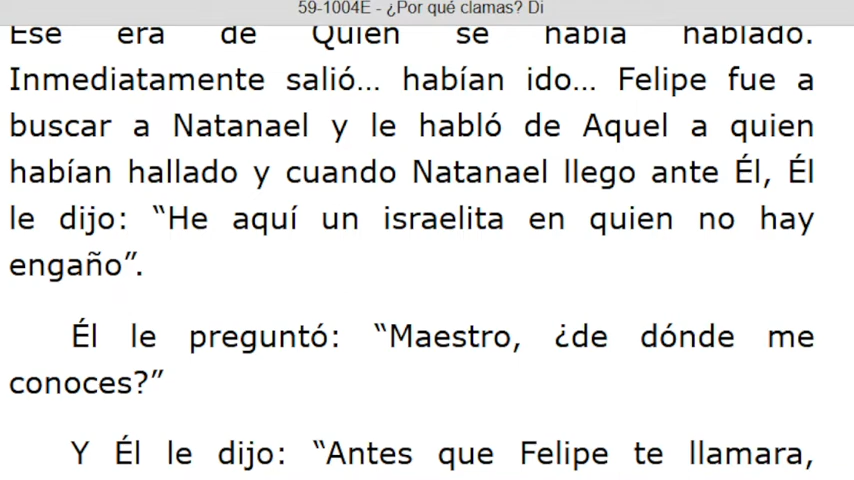 59-1004E - ¿Por qué clamas? Di
Ese era de Quien se había hablado.
Inmediatamente salió... habían ido... Felipe fue a
buscar a Natanael y le habló de Aquel a quien
habían hallado y cuando Natanael llego ante Él, Él
le dijo: “He aquí un israelita en quien no hay
engaño”.
Él le preguntó: “Maestro, ¿de dónde me
conoces?”
Y Él le dijo: “Antes que Felipe te llamara,